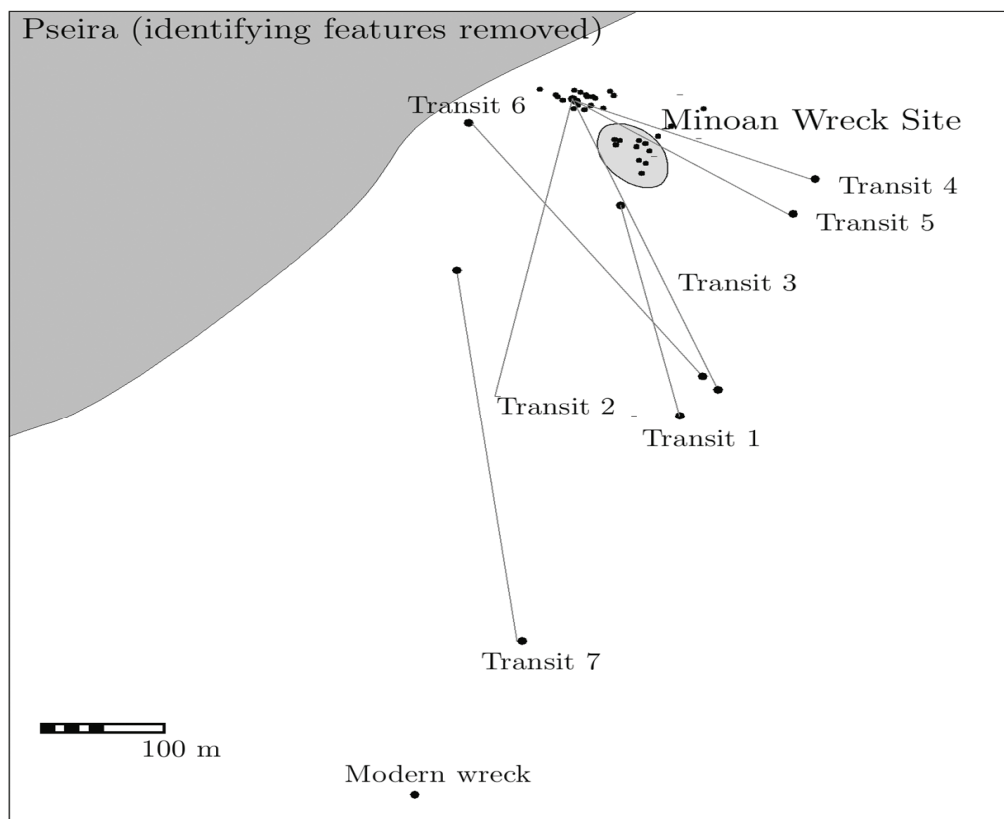 Pseira (identifying features removed)
Transit 6
Minoan Wreck Site
Transit 4
Transit 5
Transit 3
Transit 2
Transit 1
Transit 7
100 m
Modern wreck